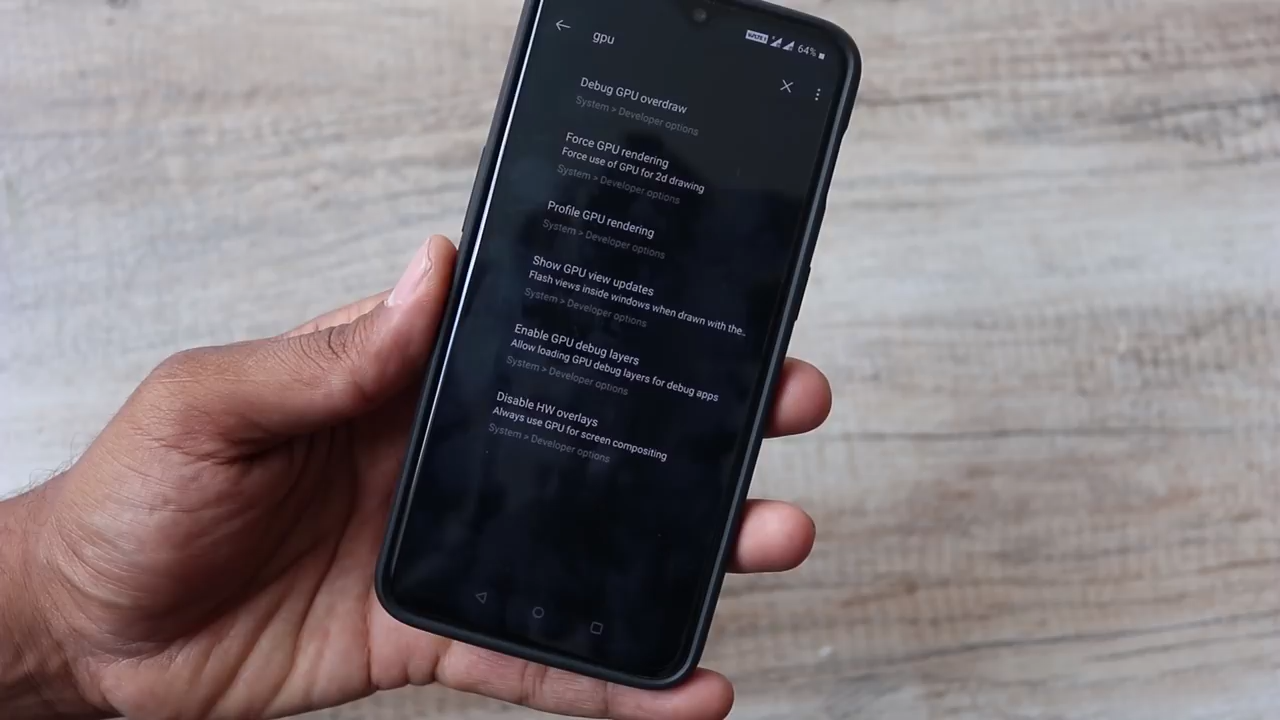 gpu
64%
Debug GPU overdraw
System > Developer options
Force GPU rendering
Force use of GPU for 2d drawing
System > Developer options
Profile GPU rendering
System > Developer options
Show GPU view updates
Flash views inside windows when drawn with the..
System > Developer options
Enable GPU debug layers
Allow loading GPU debug layers for debug apps
System > Developer options
Disable HW overlays
Always use GPU for screen compositing
System > Developer options